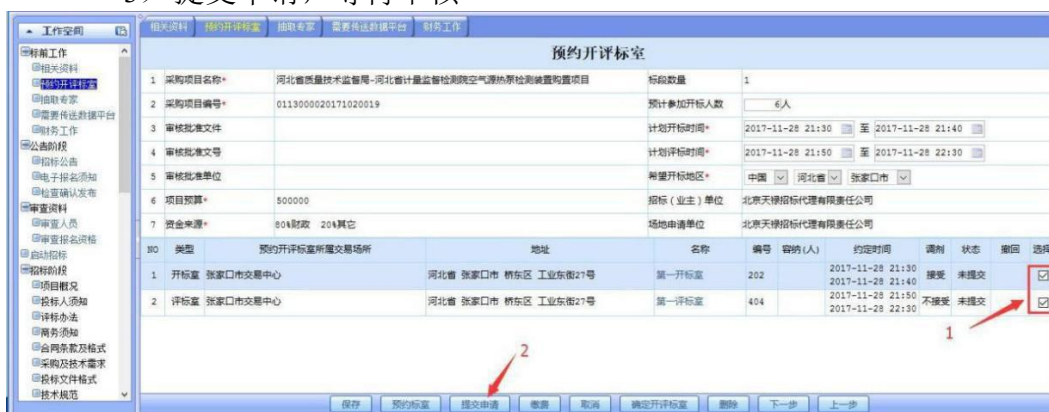 工作空间
标前工作
相关资料
预约开评标室
抽取专家
需要传送数据平台
财务工作
公告阶段
招标公告
电子报名须知
检查确认发布
审查资料
审查人员
审查报名资格
启动招标
招标阶段
项目概况
投标人须知
评标办法
商务须知
合同条款及格式
采购及技术需求
投标文件格式
技术规范
相关资料 预约开评标室 抽取专家 需要传送数据平台 财务工作
预约开评标室
1 采购项目名称* 河北省质量技术监督局-河北省计量监督检测院空气源热泵检测装置购置项目 标段数量 1
2 采购项目编号* 0113000020171020019 预计参加开标人数 6人
3 审核批准文件 计划开标时间* 2017-11-28 21:30 至 2017-11-28 21:40
4 审核批准文号 计划评标时间* 2017-11-28 21:50 至 2017-11-28 22:30
5 审核批准单位 希望开标地区* 中国 河北省 张家口市
6 项目预算* 500000 招标（业主）单位 北京天禄招标代理有限责任公司
7 资金来源* 80%财政 20%其它 场地申请单位 北京天禄招标代理有限责任公司
NO 类型 预约开评标室所属交易场所 地址 名称 编号 容纳(人) 约定时间 调剂 状态 撤回 选择
1 开标室 张家口市交易中心 河北省 张家口市 桥东区 工业东街27号 第一开标室 202 2017-11-28 21:30 2017-11-28 21:40 接受 未提交
2 评标室 张家口市交易中心 河北省 张家口市 桥东区 工业东街27号 第一评标室 404 2017-11-28 21:50 2017-11-28 22:30 不接受 未提交
1
2
保存 预约标室 提交申请 缴费 取消 确定开评标室 删除 下一步 上一步